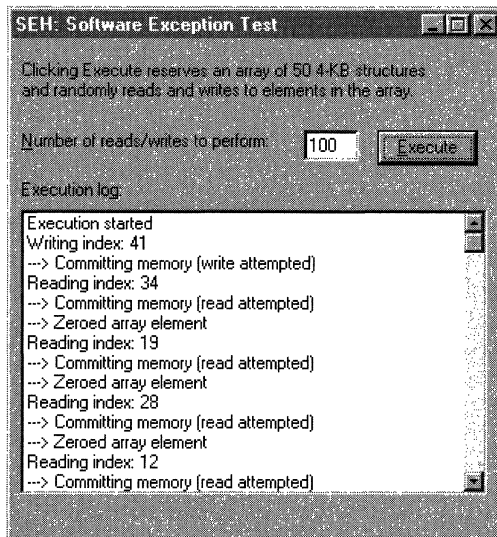 SEH: Software Exception Test
Clicking Execute reserves an array of 50 4-KB structures
and randomly reads and writes to elements in the array.
Number of reads/writes to perform: 100 Execute
Execution log:
Execution started
Writing index: 41
---> Committing memory (write attempted)
Reading index: 34
---> Committing memory (read attempted)
---> Zeroed array element
Reading index: 19
---> Committing memory (read attempted)
---> Zeroed array element
Reading index: 28
---> Committing memory (read attempted)
---> Zeroed array element
Reading index: 12
---> Committing memory (read attempted)